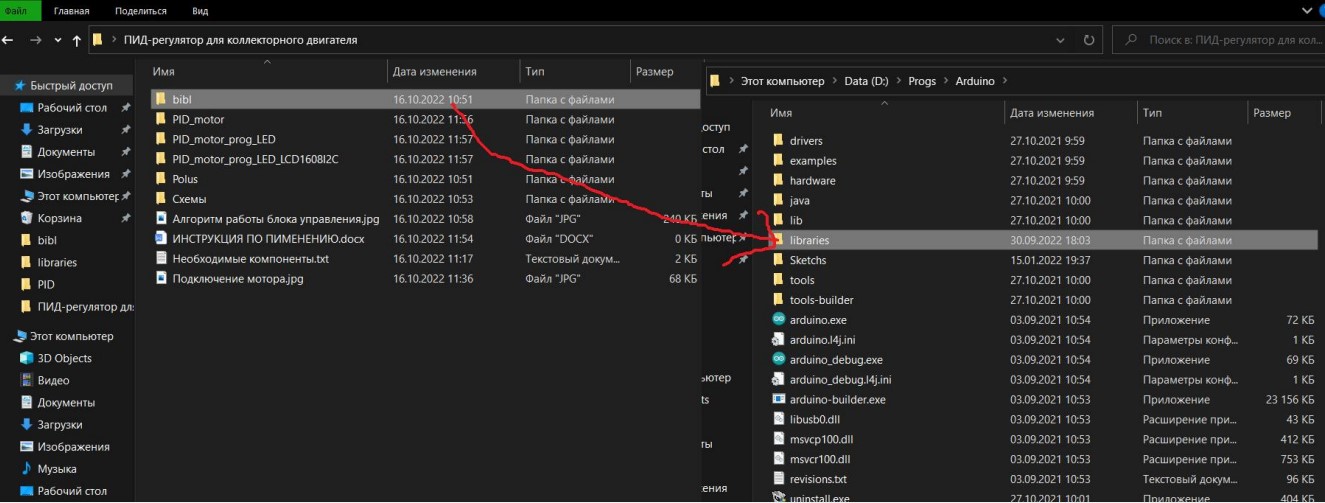 Файл Главная Поделиться Вид
ПИД-регулятор для коллекторного двигателя
Поиск в: ПИД-регулятор для кол...
Быстрый доступ
Рабочий стол
Загрузки
Документы
Изображения
Этот компьютер
Корзина
bibl
libraries
PID
ПИД-регулятор для
Этот компьютер
3D Objects
Видео
Документы
Загрузки
Изображения
Музыка
Рабочий стол
Имя Дата изменения Тип Размер
bibl 16.10.2022 10:51 Папка с файлами
PID_motor 16.10.2022 11:56 Папка с файлами
PID_motor_prog_LED 16.10.2022 11:57 Папка с файлами
PID_motor_prog_LED_LCD1608I2C 16.10.2022 11:57 Папка с файлами
Polus 16.10.2022 10:51 Папка с файлами
Схемы 16.10.2022 10:53 Папка с файлами
Алгоритм работы блока управления.jpg 16.10.2022 10:58 Файл "JPG" 240 КБ
ИНСТРУКЦИЯ ПО ПИМЕНЕНИЮ.docx 16.10.2022 11:54 Файл "DOCX" 0 КБ
Необходимые компоненты.txt 16.10.2022 11:17 Текстовый докум... 2 КБ
Подключение мотора.jpg 16.10.2022 11:36 Файл "JPG" 68 КБ
Этот компьютер Data (D:) Progs Arduino
оступ
стол
ты
ения
пьютер
ьютер
ts
ты
ения
Имя Дата изменения Тип Размер
drivers 27.10.2021 9:59 Папка с файлами
examples 27.10.2021 9:59 Папка с файлами
hardware 27.10.2021 9:59 Папка с файлами
java 27.10.2021 10:00 Папка с файлами
lib 27.10.2021 10:00 Папка с файлами
libraries 30.09.2022 18:03 Папка с файлами
Sketchs 15.01.2022 19:37 Папка с файлами
tools 27.10.2021 10:00 Папка с файлами
tools-builder 27.10.2021 10:00 Папка с файлами
arduino.exe 03.09.2021 10:54 Приложение 72 КБ
arduino.l4j.ini 03.09.2021 10:54 Параметры конф... 1 КБ
arduino_debug.exe 03.09.2021 10:54 Приложение 69 КБ
arduino_debug.l4j.ini 03.09.2021 10:54 Параметры конф... 1 КБ
arduino-builder.exe 03.09.2021 10:53 Приложение 23 156 КБ
libusb0.dll 03.09.2021 10:53 Расширение при... 43 КБ
msvcp100.dll 03.09.2021 10:53 Расширение при... 412 КБ
msvcr100.dll 03.09.2021 10:53 Расширение при... 753 КБ
revisions.txt 03.09.2021 10:53 Текстовый докум... 96 КБ
uninstall.exe 27.10.2021 10:01 Приложение 404 КБ